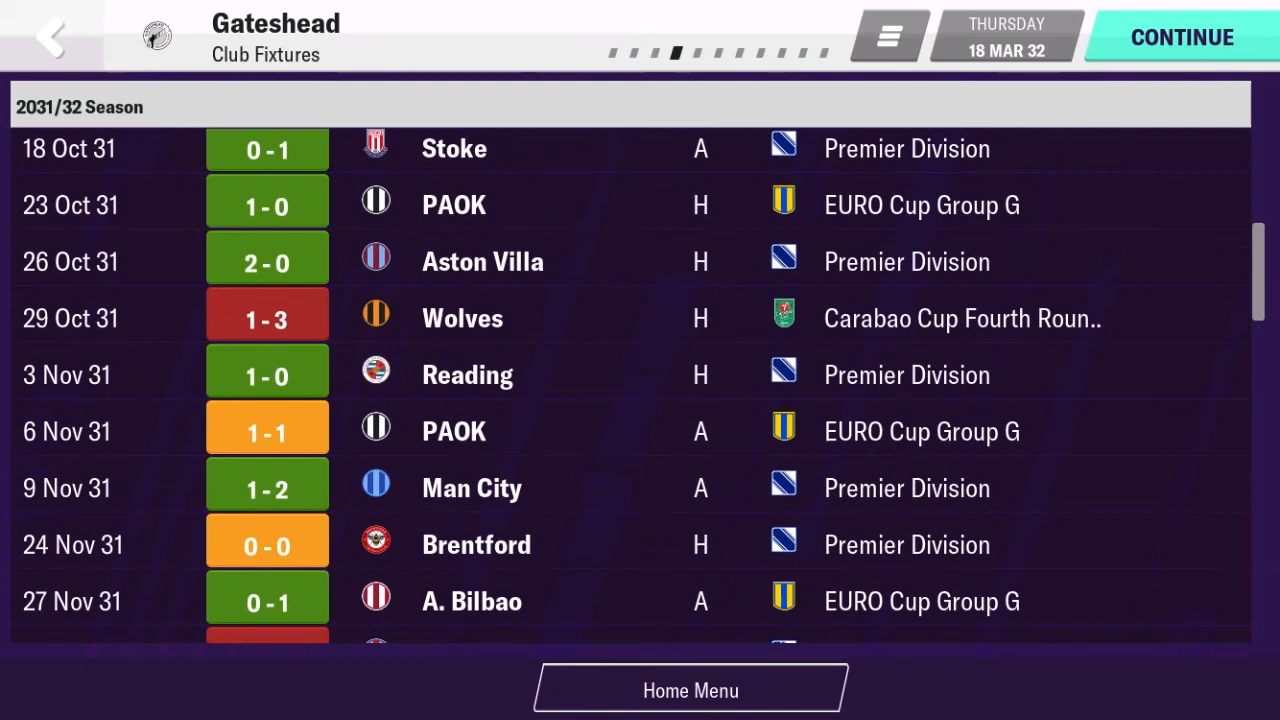 Gateshead
Club Fixtures
THURSDAY
18 MAR 32
CONTINUE
2031/32 Season
18 Oct 31 0 - 1 Stoke A Premier Division
23 Oct 31 1 - 0 PAOK H EURO Cup Group G
26 Oct 31 2 - 0 Aston Villa H Premier Division
29 Oct 31 1 - 3 Wolves H Carabao Cup Fourth Roun..
3 Nov 31 1 - 0 Reading H Premier Division
6 Nov 31 1 - 1 PAOK A EURO Cup Group G
9 Nov 31 1 - 2 Man City A Premier Division
24 Nov 31 0 - 0 Brentford H Premier Division
27 Nov 31 0 - 1 A. Bilbao A EURO Cup Group G
Home Menu